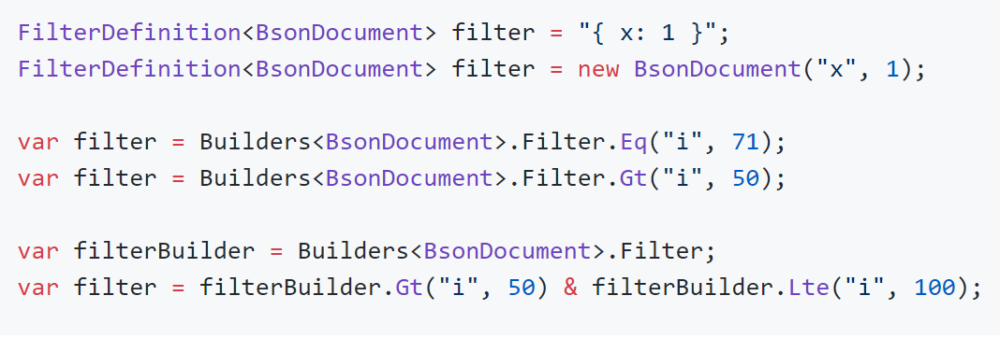 FilterDefinition<BsonDocument> filter = "{ x: 1 }";
FilterDefinition<BsonDocument> filter = new BsonDocument("x", 1);
var filter = Builders<BsonDocument>.Filter.Eq("i", 71);
var filter = Builders<BsonDocument>.Filter.Gt("i", 50);
var filterBuilder = Builders<BsonDocument>.Filter;
var filter = filterBuilder.Gt("i", 50) & filterBuilder.Lte("i", 100);